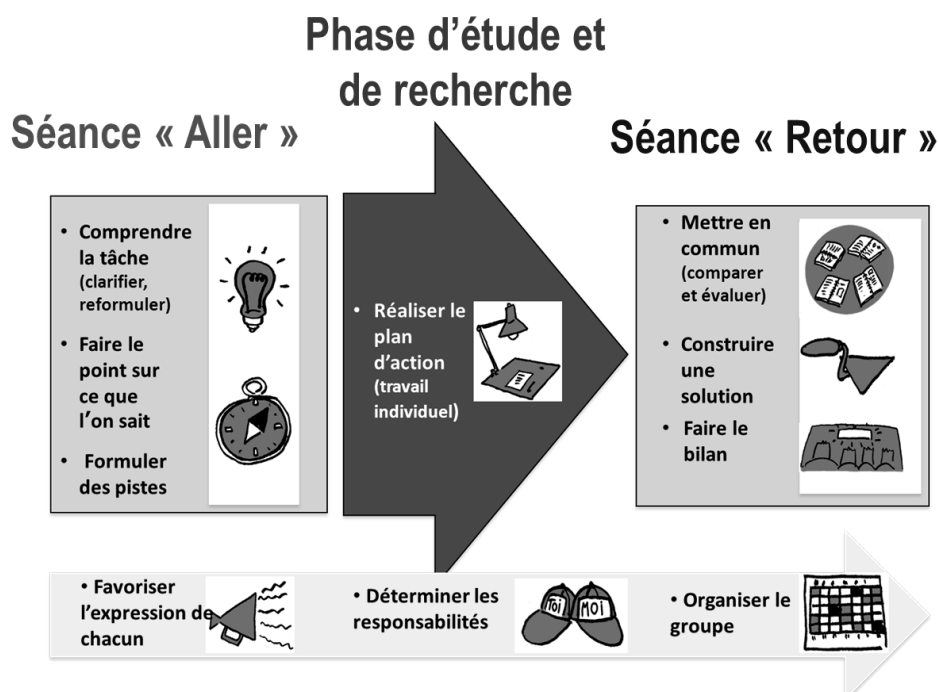 Phase d’étude et
de recherche
Séance « Aller »
Séance « Retour »
• Comprendre
la tâche
(clarifier,
reformuler)
• Faire le
point sur
ce que
l’on sait
• Formuler
des pistes
• Réaliser le
plan
d’action
(travail
individuel)
• Mettre en
commun
(comparer
et évaluer)
• Construire
une
solution
• Faire le
bilan
• Favoriser
l’expression de
chacun
• Déterminer les
responsabilités
TOI
MOI
• Organiser le
groupe